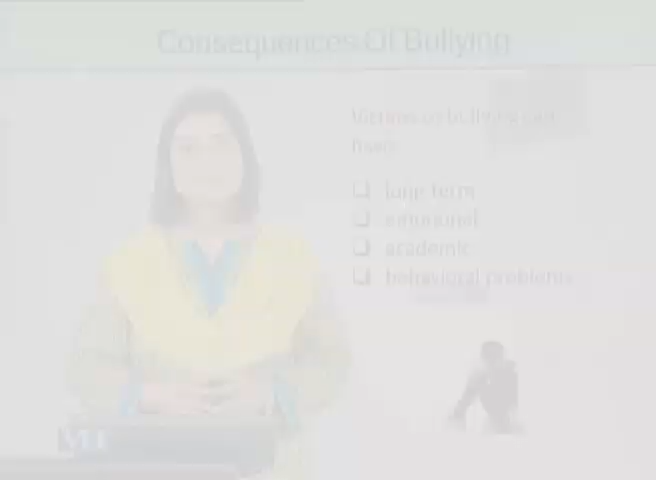 Consequences Of Bullying
Victims of bullying can
have
❑ long term
❑ emotional
❑ academic
❑ behavioral problems